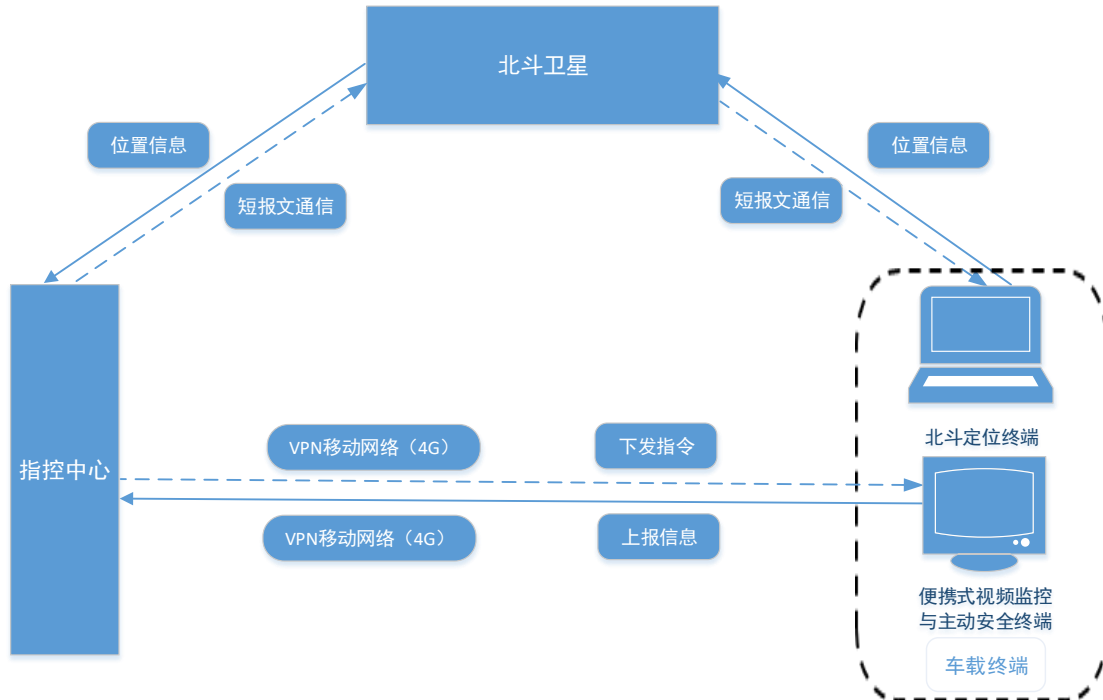 北斗卫星
位置信息
位置信息
短报文通信
短报文通信
北斗定位终端
VPN移动网络（4G）
下发指令
指控中心
VPN移动网络（4G）
上报信息
便携式视频监控
与主动安全终端
车载终端